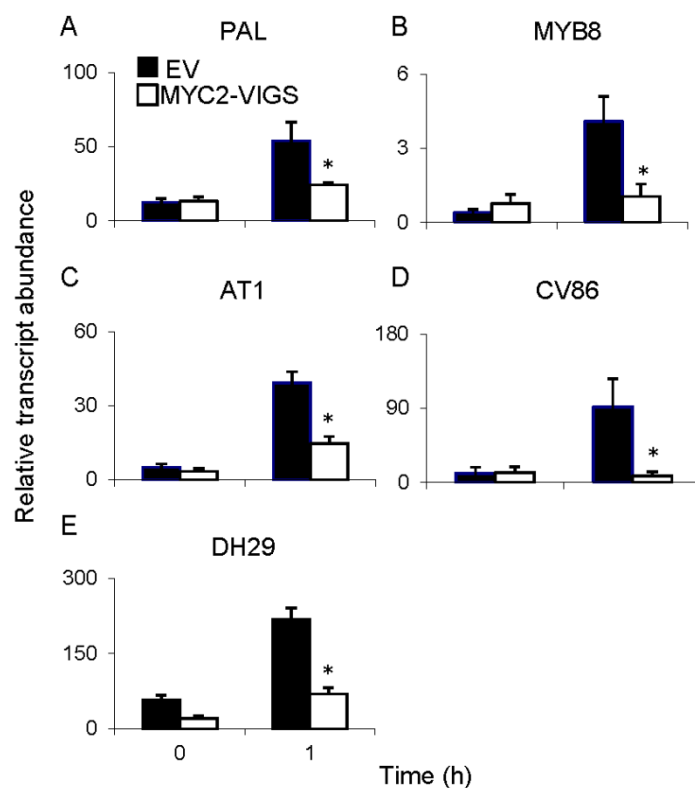 A
PAL
EV
MYC2-VIGS
100
50
0
*
B
MYB8
6
3
0
*
C
AT1
60
30
0
*
D
CV86
180
90
0
*
E
DH29
300
150
0
*
0
1
Time (h)
Relative transcript abundance